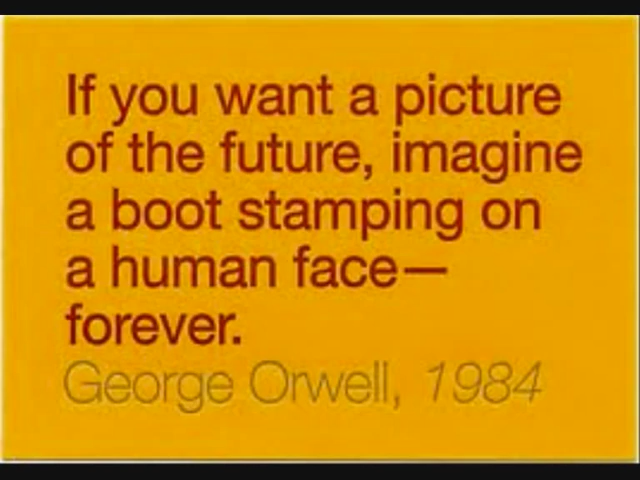 If you want a picture
of the future, imagine
a boot stamping on
a human face—
forever.
George Orwell, 1984